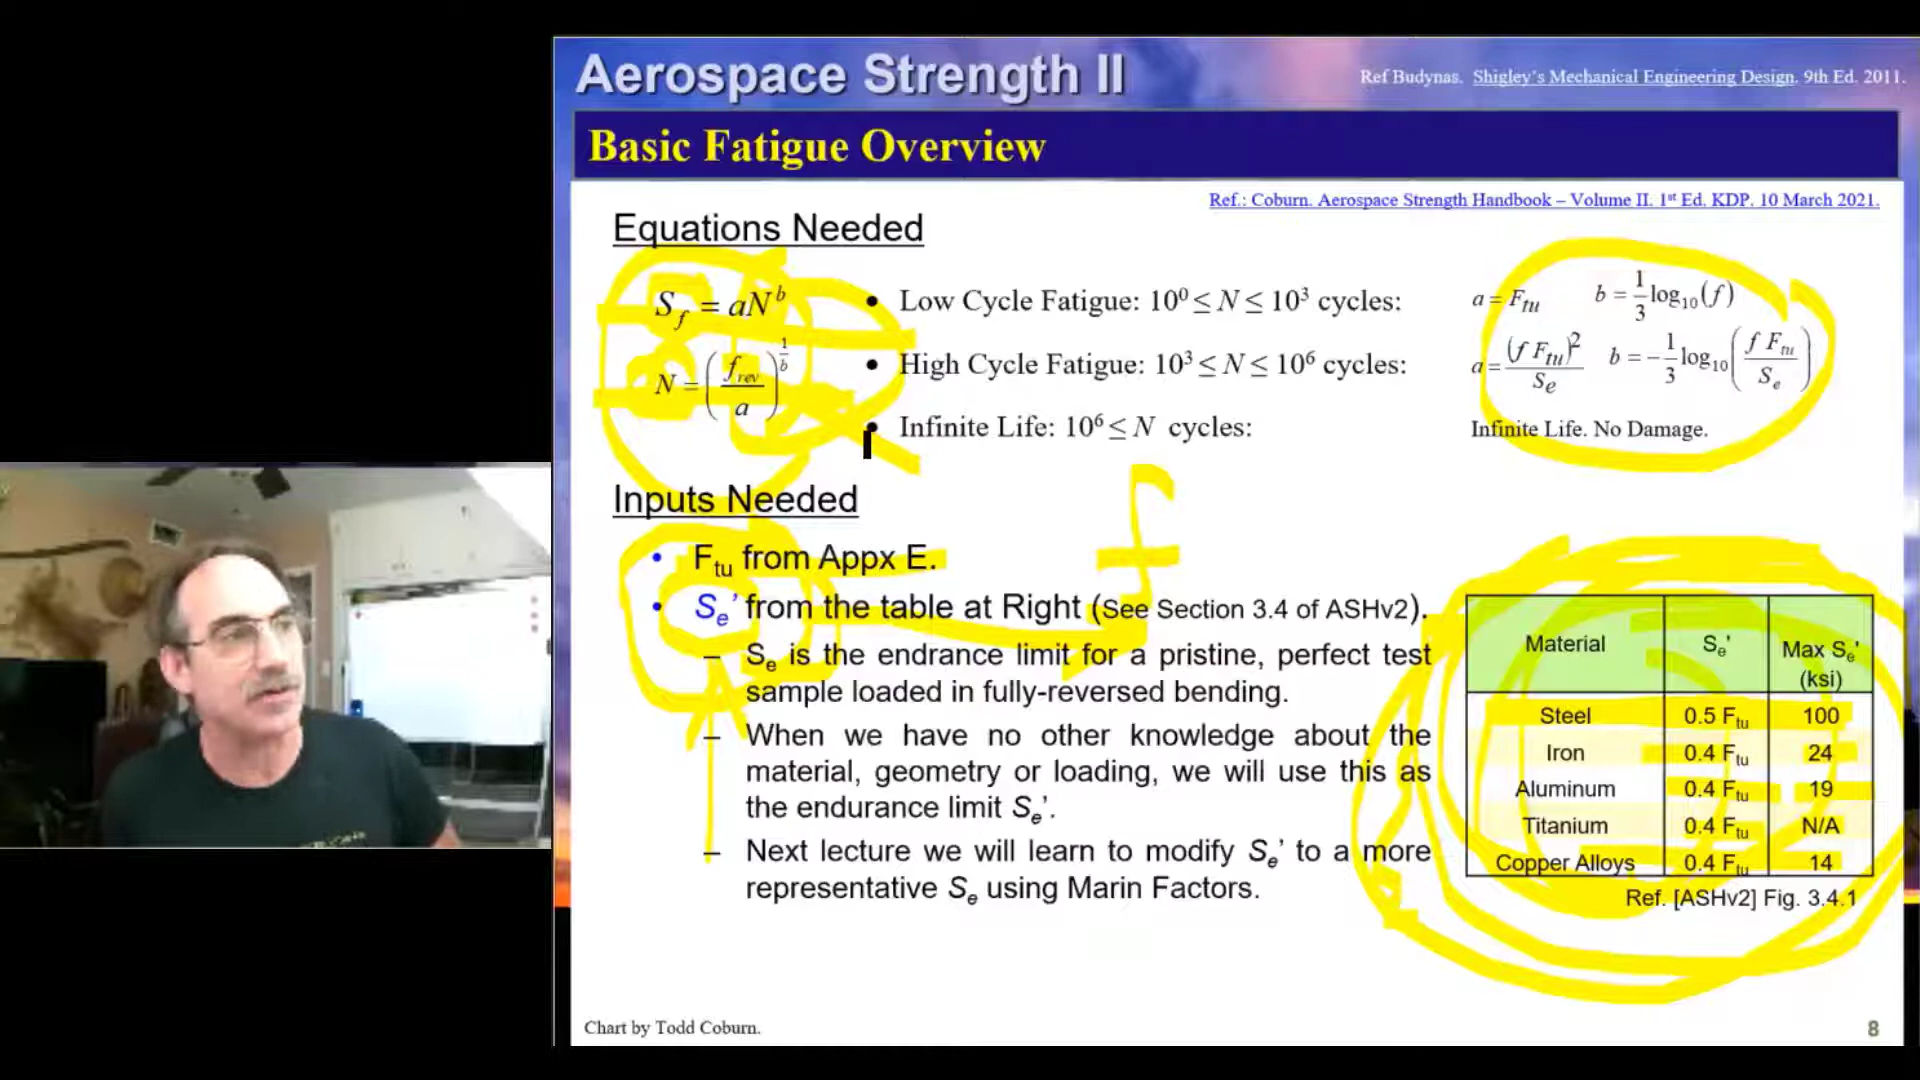 Aerospace Strength II
Ref Budynas. Shigley's Mechanical Engineering Design. 9th Ed. 2011.
Basic Fatigue Overview
Ref.: Coburn. Aerospace Strength Handbook – Volume II. 1st Ed. KDP. 10 March 2021.
Equations Needed
S_f = aN^b
• Low Cycle Fatigue: 10^0 ≤ N ≤ 10^3 cycles:
a = F_tu b = 1/3 log_10(f)
N = (f_rev / a)^(1/b)
• High Cycle Fatigue: 10^3 ≤ N ≤ 10^6 cycles:
a = (f F_tu)^2 / S_e b = −1/3 log_10(f F_tu / S_e)
• Infinite Life: 10^6 ≤ N cycles:
Infinite Life. No Damage.
Inputs Needed
f
• F_tu from Appx E.
• S_e' from the table at Right (See Section 3.4 of ASHv2).
– S_e is the endrance limit for a pristine, perfect test
sample loaded in fully-reversed bending.
– When we have no other knowledge about the
material, geometry or loading, we will use this as
the endurance limit S_e'.
– Next lecture we will learn to modify S_e' to a more
representative S_e using Marin Factors.
Material S_e' Max S_e' (ksi)
Steel 0.5 F_tu 100
Iron 0.4 F_tu 24
Aluminum 0.4 F_tu 19
Titanium 0.4 F_tu N/A
Copper Alloys 0.4 F_tu 14
Ref. [ASHv2] Fig. 3.4.1
Chart by Todd Coburn.
8